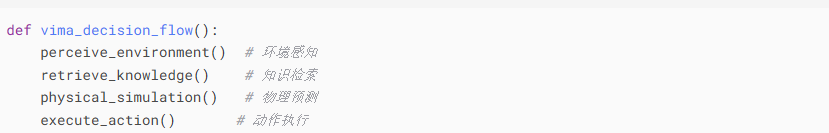 def vima_decision_flow():
    perceive_environment()  # 环境感知
    retrieve_knowledge()    # 知识检索
    physical_simulation()   # 物理预测
    execute_action()       # 动作执行